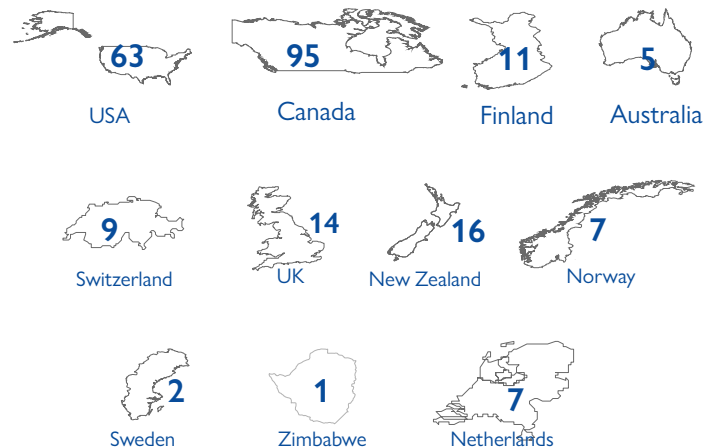 63 95 11 5
USA Canada Finland Australia
9 14 16 7
Switzerland UK New Zealand Norway
2 1 7
Sweden Zimbabwe Netherlands